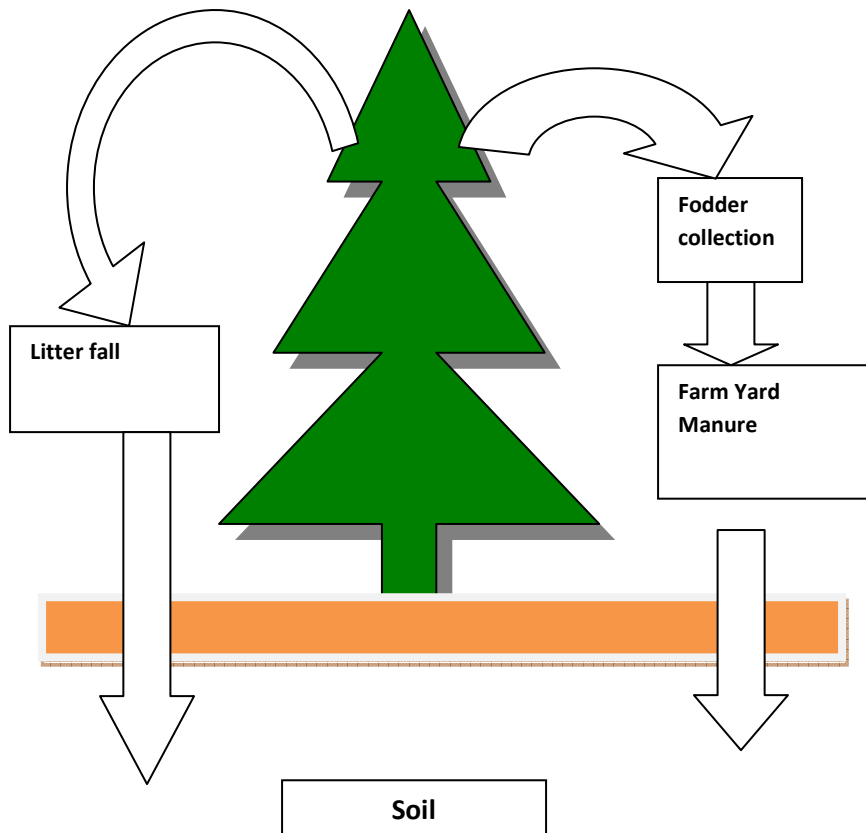 Fodder
collection
Litter fall
Farm Yard
Manure
Soil